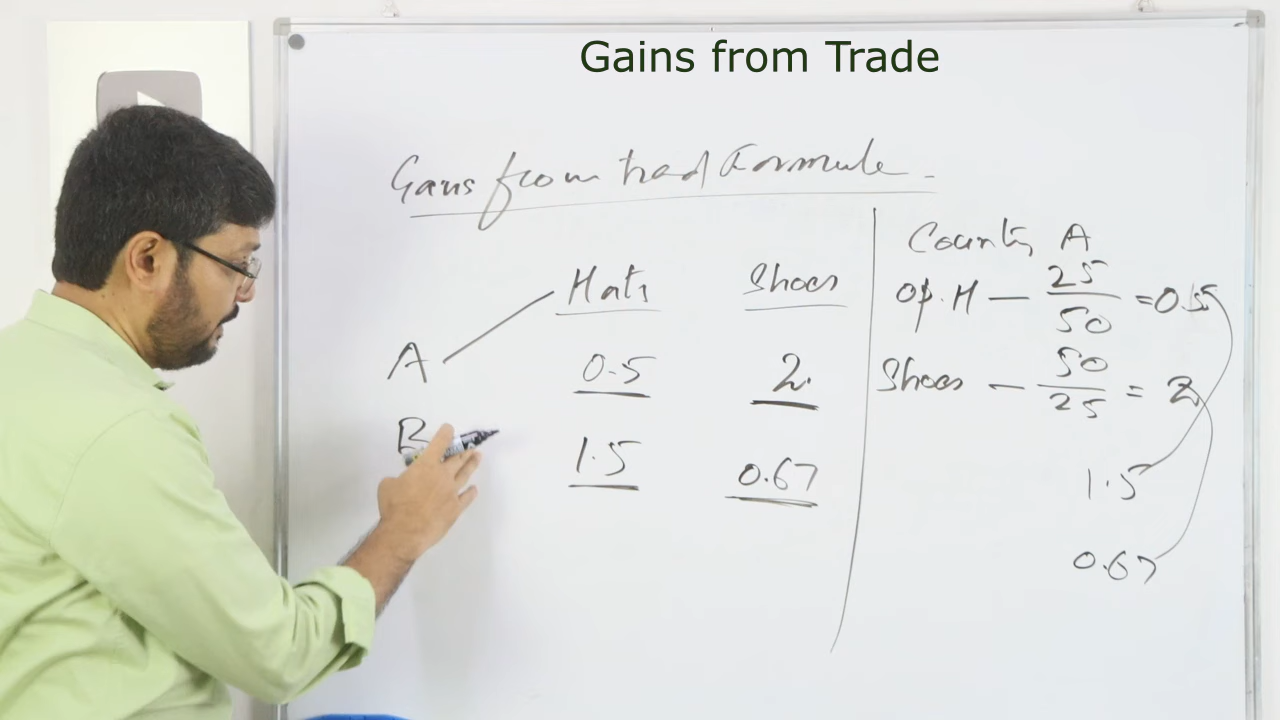 Gains from Trade
Gans from trad Formule
Hats Shoes
A 0.5 2.
B 1.5 0.67
Country A
Op. H — 25/50 = 0.5
Shoes — 50/25 = 2
1.5
0.67